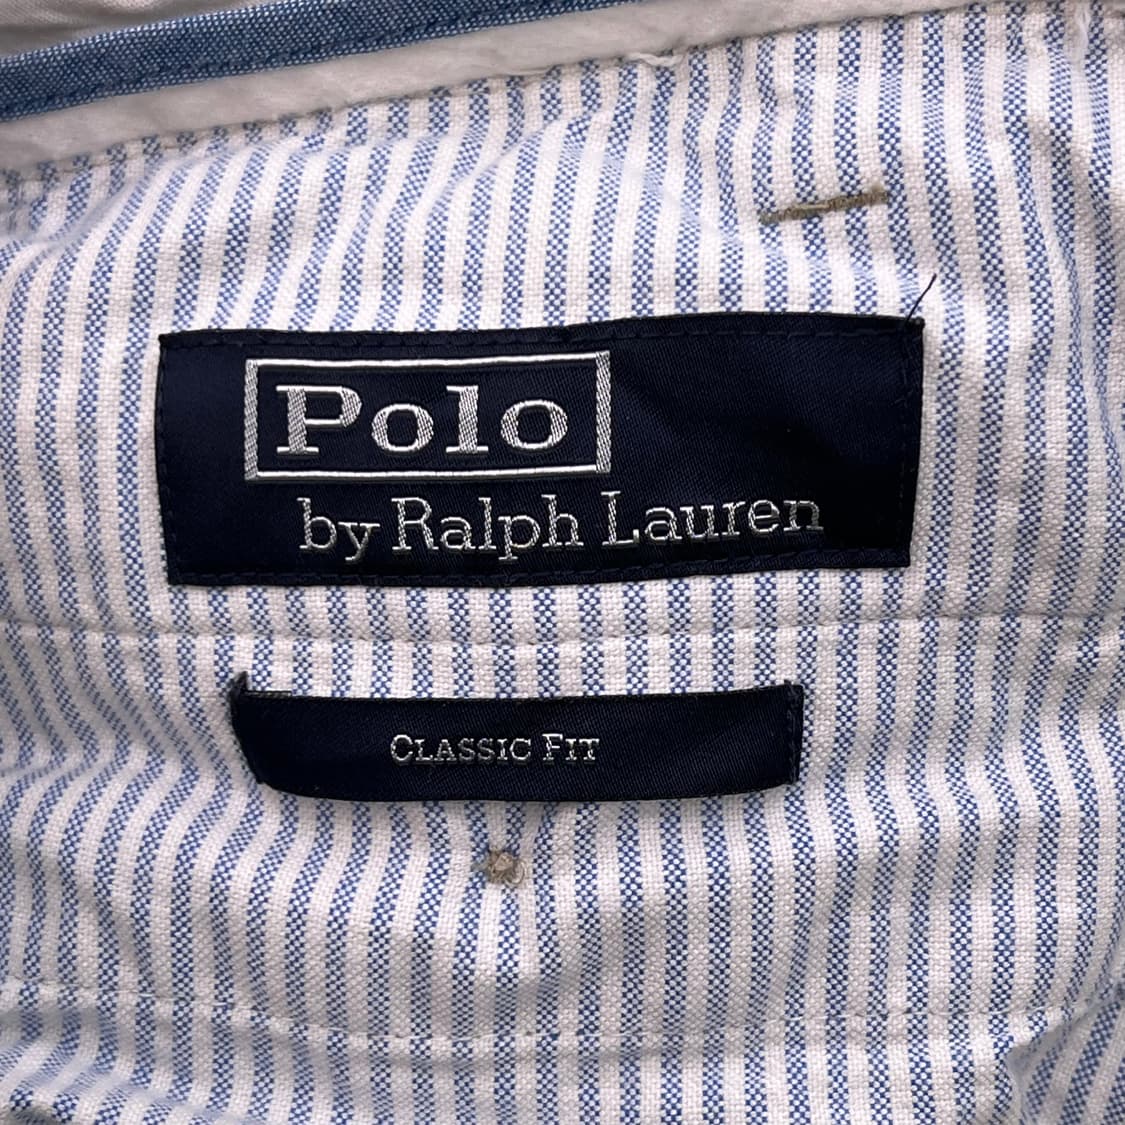 Polo
by Ralph Lauren
Classic Fit